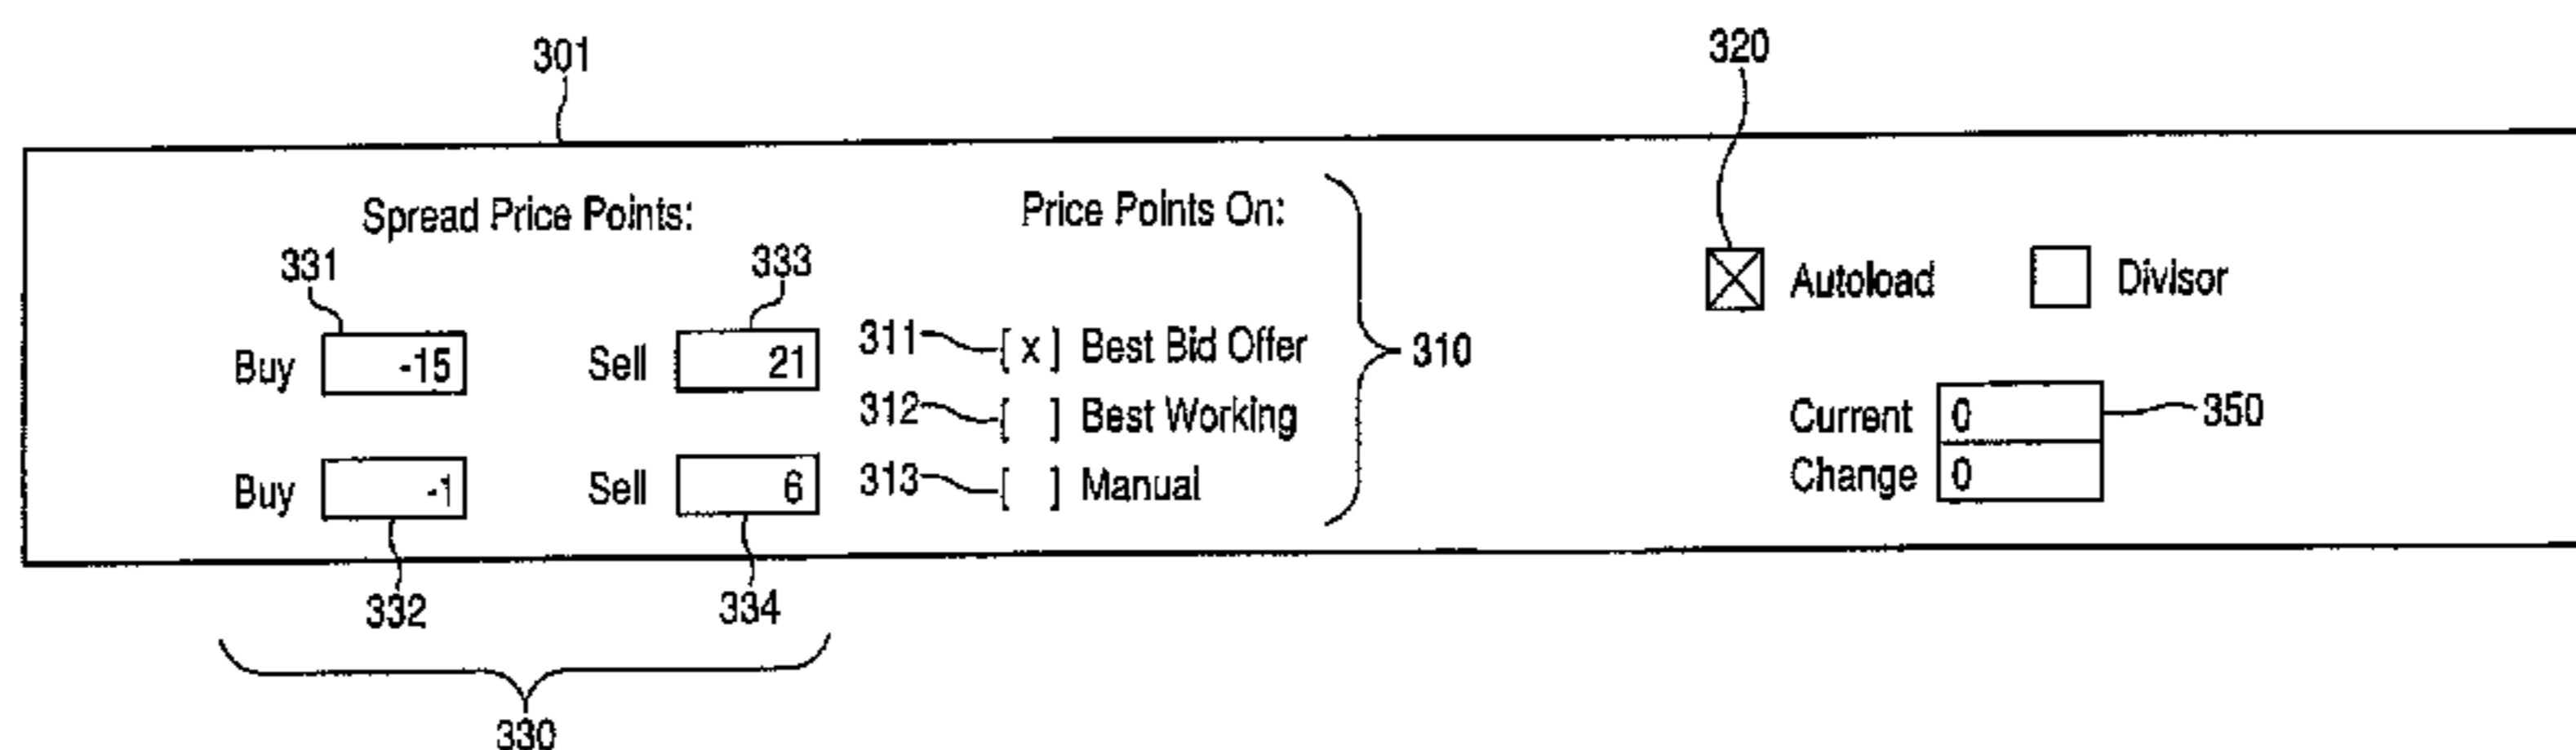 301 320
Spread Price Points: Price Points On:
331 333
Autoload Divisor
Buy -15 Sell 21 311 [ x ] Best Bid Offer 310
312 [ ] Best Working Current 0 350
Buy -1 Sell 6 313 [ ] Manual Change 0
332 334
330